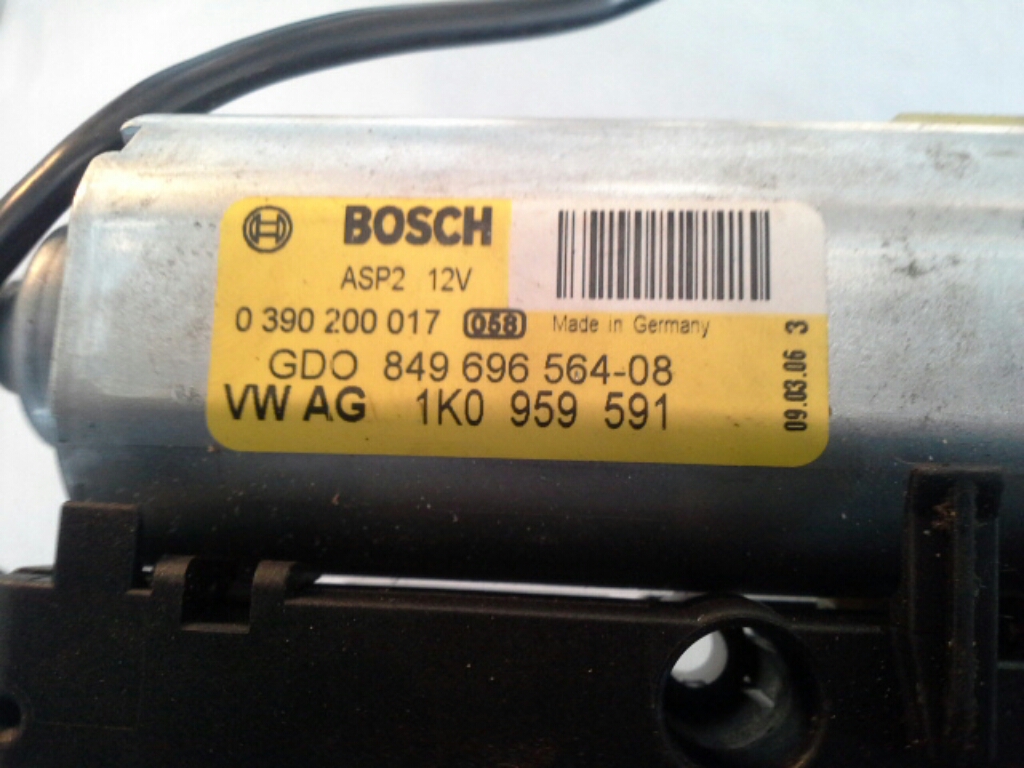 BOSCH
ASP2 12V
0 390 200 017 058 Made in Germany
GDO 849 696 564-08
VW AG 1K0 959 591
09.03.06 3